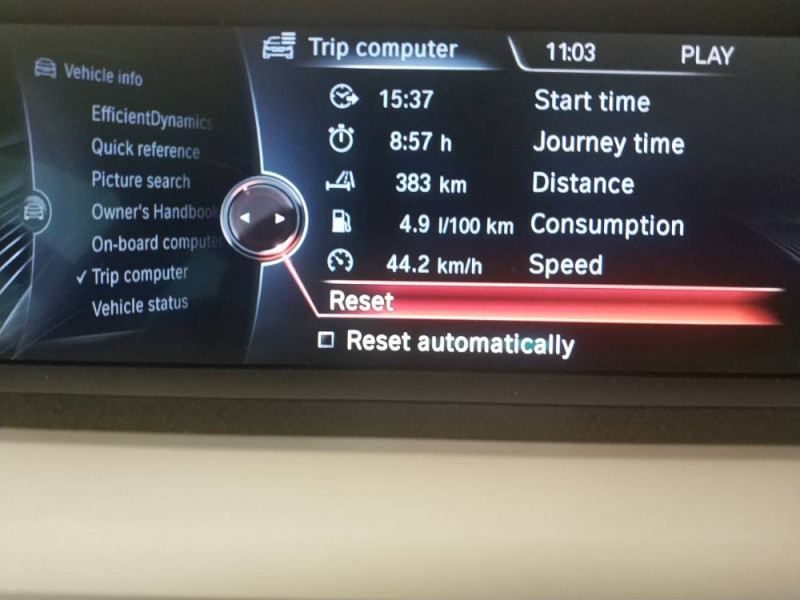 Trip computer 11:03 PLAY
Vehicle info
EfficientDynamics
Quick reference
Picture search
Owner's Handbook
On-board computer
Trip computer
Vehicle status
15:37 Start time
8:57 h Journey time
383 km Distance
4.9 l/100 km Consumption
44.2 km/h Speed
Reset
Reset automatically